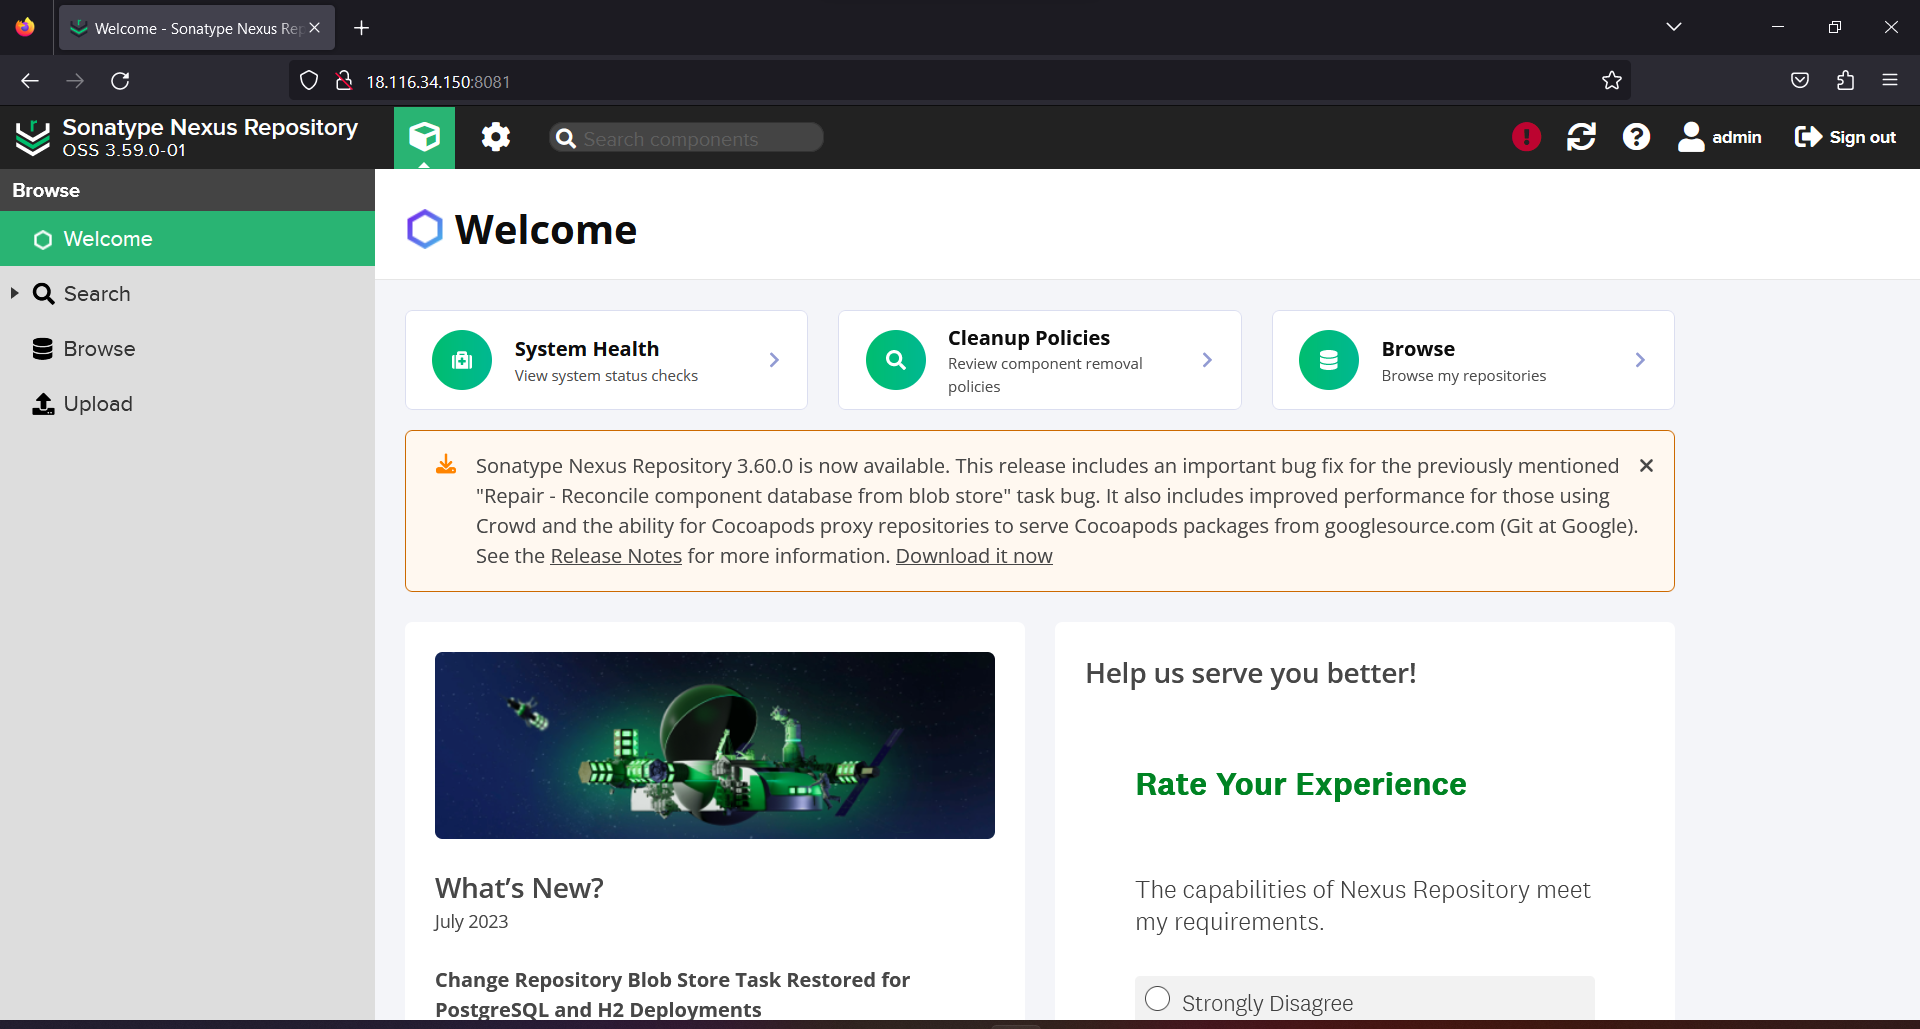 Welcome - Sonatype Nexus Rep
18.116.34.150:8081
Sonatype Nexus Repository
OSS 3.59.0-01
Search components
admin
Sign out
Browse
Welcome
Search
Browse
Upload
Welcome
System Health
View system status checks
Cleanup Policies
Review component removal
policies
Browse
Browse my repositories
Sonatype Nexus Repository 3.60.0 is now available. This release includes an important bug fix for the previously mentioned
"Repair - Reconcile component database from blob store" task bug. It also includes improved performance for those using
Crowd and the ability for Cocoapods proxy repositories to serve Cocoapods packages from googlesource.com (Git at Google).
See the Release Notes for more information. Download it now
What's New?
July 2023
Change Repository Blob Store Task Restored for
PostgreSQL and H2 Deployments
Help us serve you better!
Rate Your Experience
The capabilities of Nexus Repository meet
my requirements.
Strongly Disagree